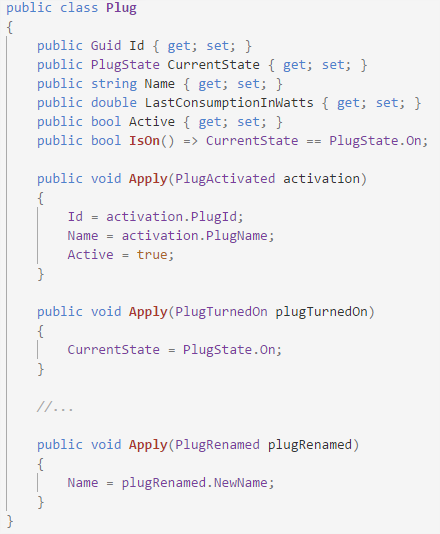 public class Plug
{
    public Guid Id { get; set; }
    public PlugState CurrentState { get; set; }
    public string Name { get; set; }
    public double LastConsumptionInWatts { get; set; }
    public bool Active { get; set; }
    public bool IsOn() => CurrentState == PlugState.On;

    public void Apply(PlugActivated activation)
    {
        Id = activation.PlugId;
        Name = activation.PlugName;
        Active = true;
    }

    public void Apply(PlugTurnedOn plugTurnedOn)
    {
        CurrentState = PlugState.On;
    }

    //...

    public void Apply(PlugRenamed plugRenamed)
    {
        Name = plugRenamed.NewName;
    }
}